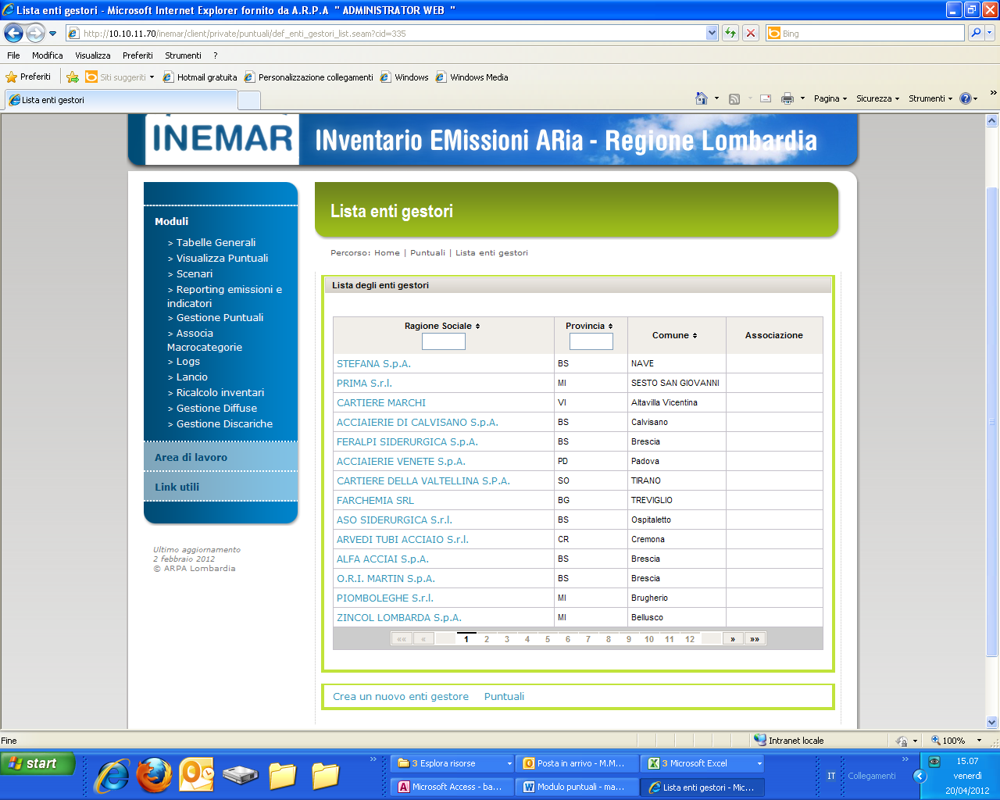 Lista enti gestori - Microsoft Internet Explorer fornito da A.R.P.A " ADMINISTRATOR WEB "
http://10.10.11.70/inemar/client/private/puntuali/def_enti_gestori_list.seam?cid=335
Bing
File Modifica Visualizza Preferiti Strumenti ?
Preferiti Siti suggeriti Hotmail gratuita Personalizzazione collegamenti Windows Windows Media
Lista enti gestori
Pagina Sicurezza Strumenti »
INEMAR
INventario EMissioni ARia - Regione Lombardia
Moduli
> Tabelle Generali
> Visualizza Puntuali
> Scenari
> Reporting emissioni e
indicatori
> Gestione Puntuali
> Associa
Macrocategorie
> Logs
> Lancio
> Ricalcolo inventari
> Gestione Diffuse
> Gestione Discariche
Area di lavoro
Link utili
Ultimo aggiornamento
2 febbraio 2012
© ARPA Lombardia
Lista enti gestori
Percorso: Home | Puntuali | Lista enti gestori
Lista degli enti gestori
Ragione Sociale Provincia Comune Associazione
STEFANA S.p.A. BS NAVE
PRIMA S.r.l. MI SESTO SAN GIOVANNI
CARTIERE MARCHI VI Altavilla Vicentina
ACCIAIERIE DI CALVISANO S.p.A. BS Calvisano
FERALPI SIDERURGICA S.p.A. BS Brescia
ACCIAIERIE VENETE S.p.A. PD Padova
CARTIERE DELLA VALTELLINA S.P.A. SO TIRANO
FARCHEMIA SRL BG TREVIGLIO
ASO SIDERURGICA S.r.l. BS Ospitaletto
ARVEDI TUBI ACCIAIO S.r.l. CR Cremona
ALFA ACCIAI S.p.A. BS Brescia
O.R.I. MARTIN S.p.A. BS Brescia
PIOMBOLEGHE S.r.l. MI Brugherio
ZINCOL LOMBARDA S.p.A. MI Bellusco
«« « 1 2 3 4 5 6 7 8 9 10 11 12 » »»
Crea un nuovo enti gestore Puntuali
Fine Intranet locale 100%
start
» 3 Esplora risorse Posta in arrivo - M.M... 3 Microsoft Excel
Microsoft Access - ba... Modulo puntuali - ma... Lista enti gestori - Mic...
IT Collegamenti »
15.07
venerdì
20/04/2012